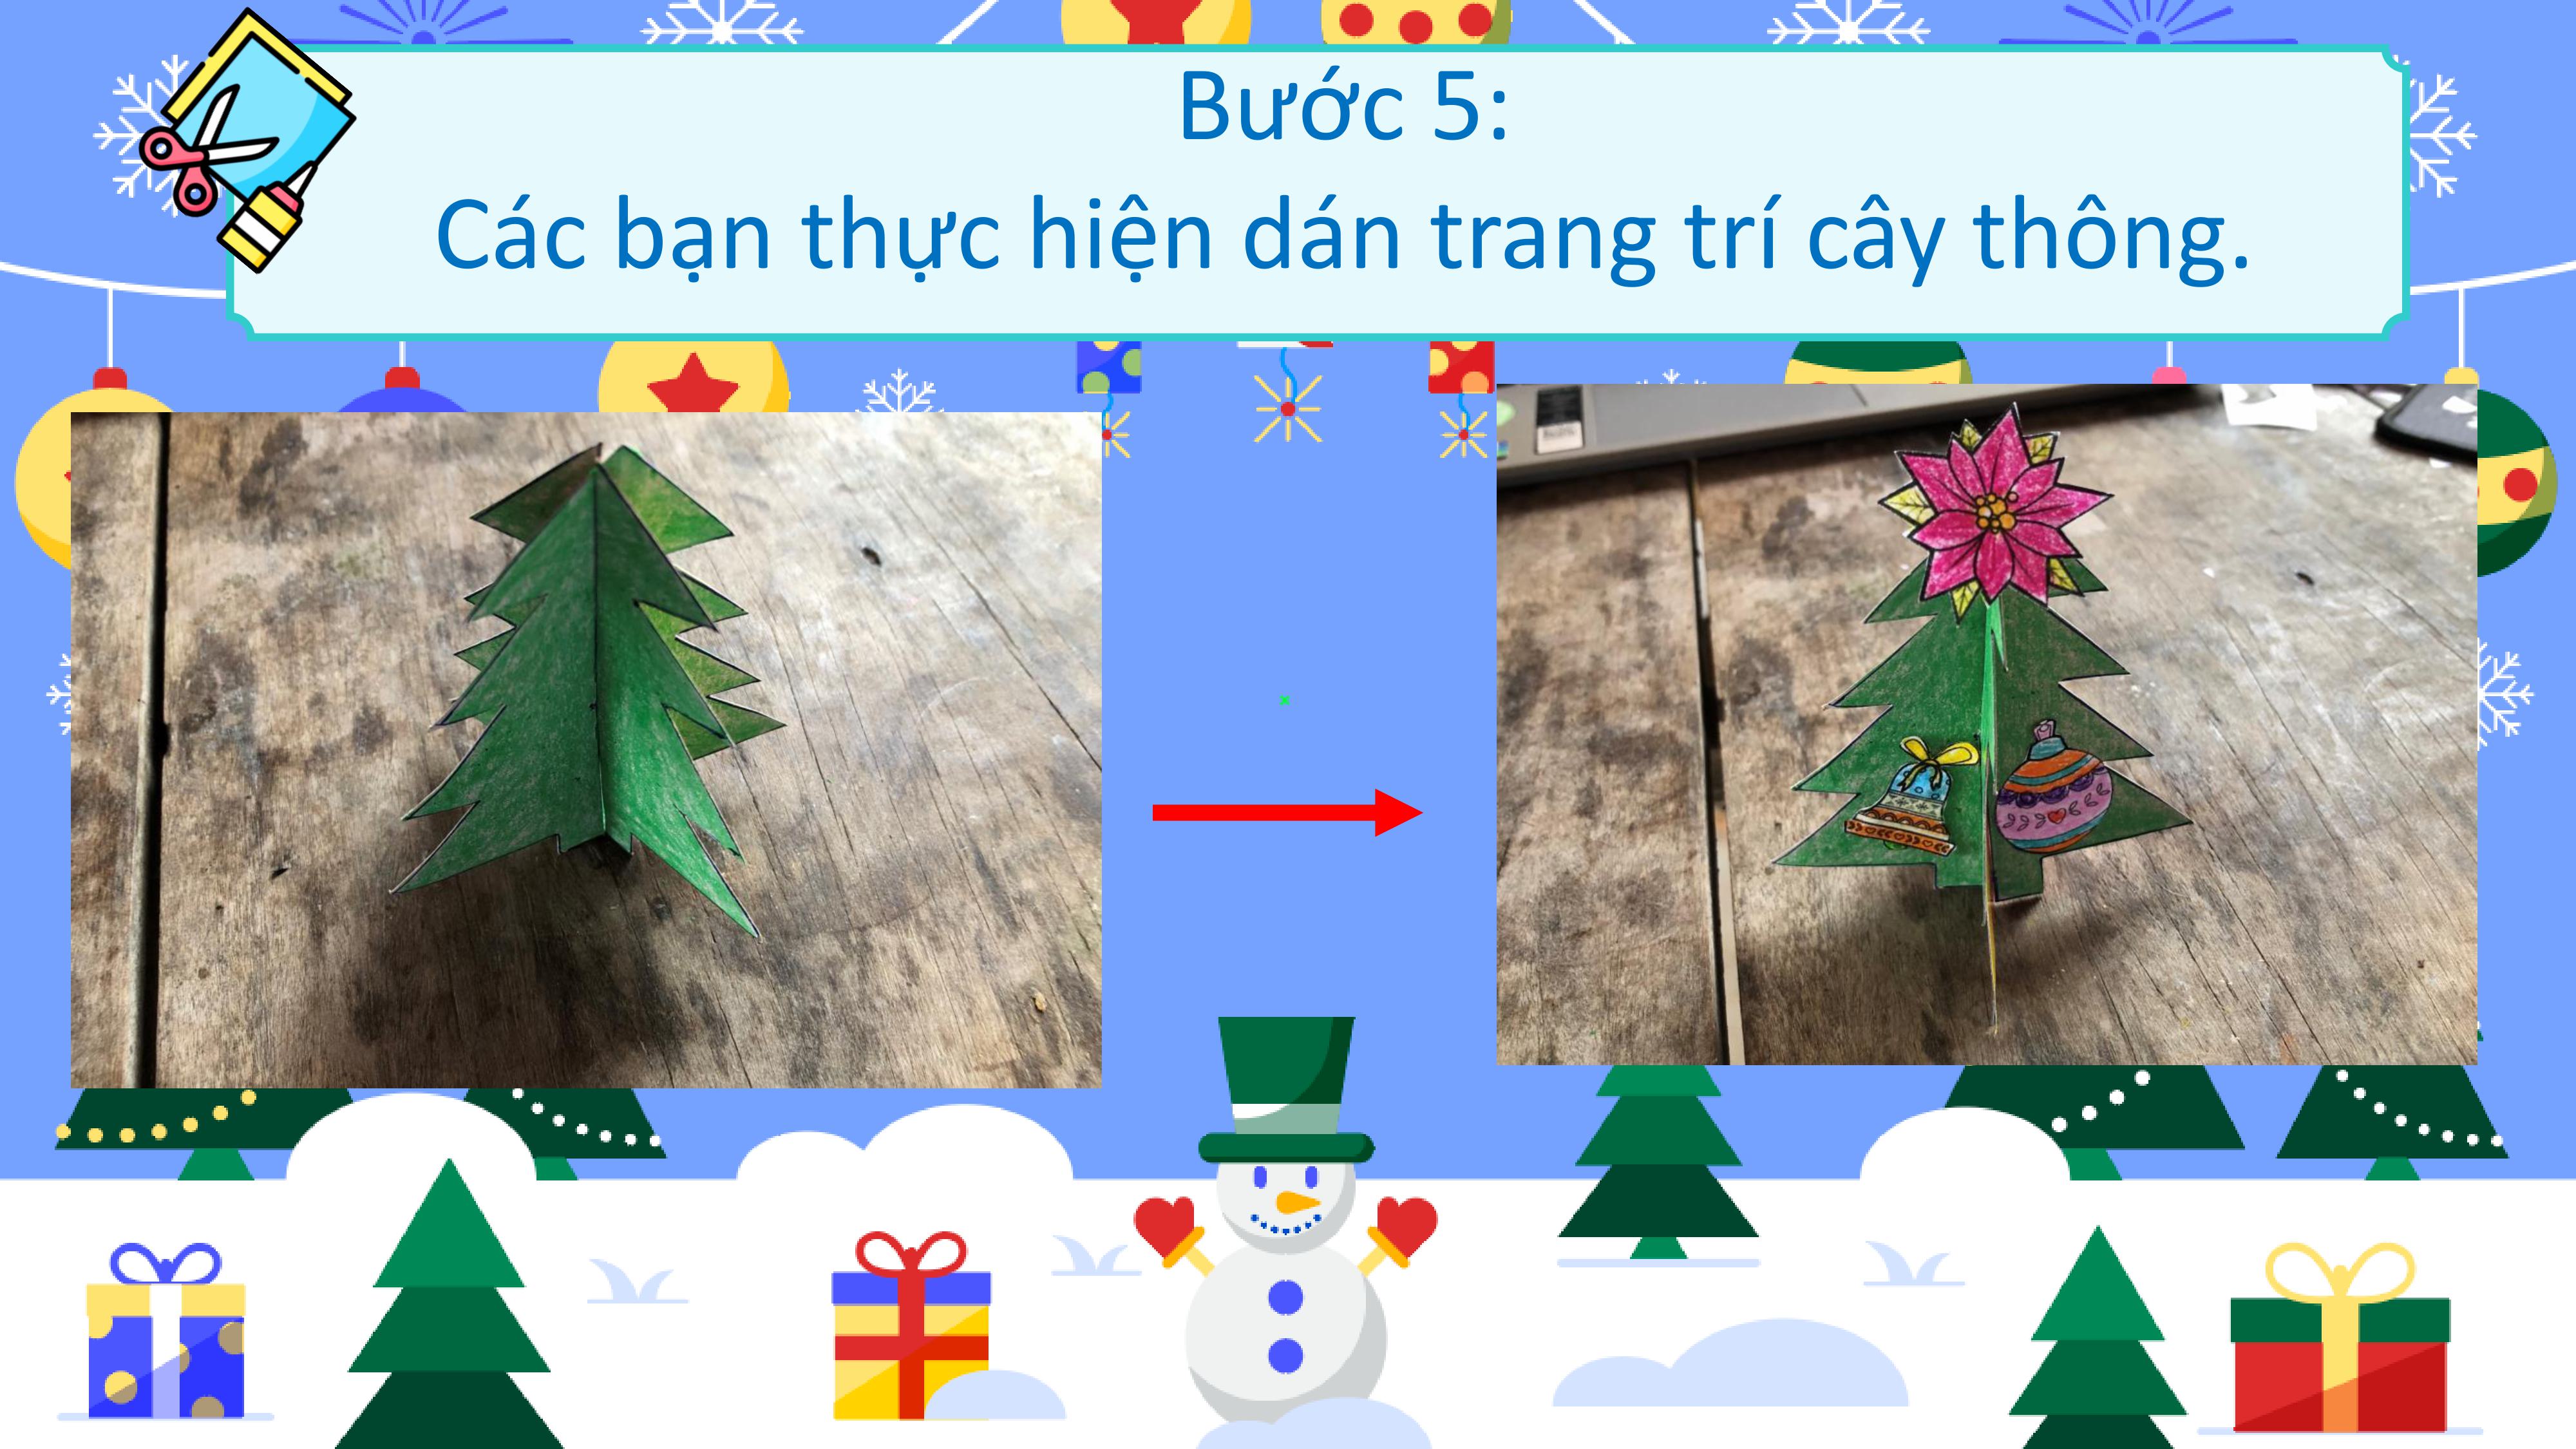 Bước 5:
Các bạn thực hiện dán trang trí cây thông.